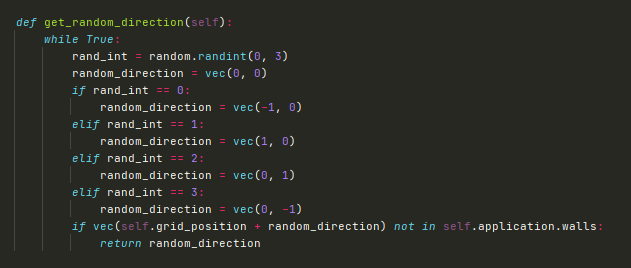 def get_random_direction(self):
    while True:
        rand_int = random.randint(0, 3)
        random_direction = vec(0, 0)
        if rand_int == 0:
            random_direction = vec(-1, 0)
        elif rand_int == 1:
            random_direction = vec(1, 0)
        elif rand_int == 2:
            random_direction = vec(0, 1)
        elif rand_int == 3:
            random_direction = vec(0, -1)
        if vec(self.grid_position + random_direction) not in self.application.walls:
            return random_direction